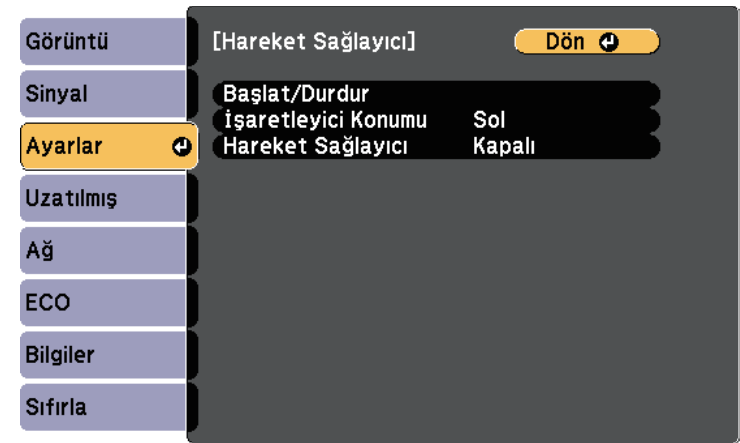 Görüntü
Sinyal
Ayarlar
Uzatılmış
Ağ
ECO
Bilgiler
Sıfırla
[Hareket Sağlayıcı] Dön
Başlat/Durdur
İşaretleyici Konumu Sol
Hareket Sağlayıcı Kapalı